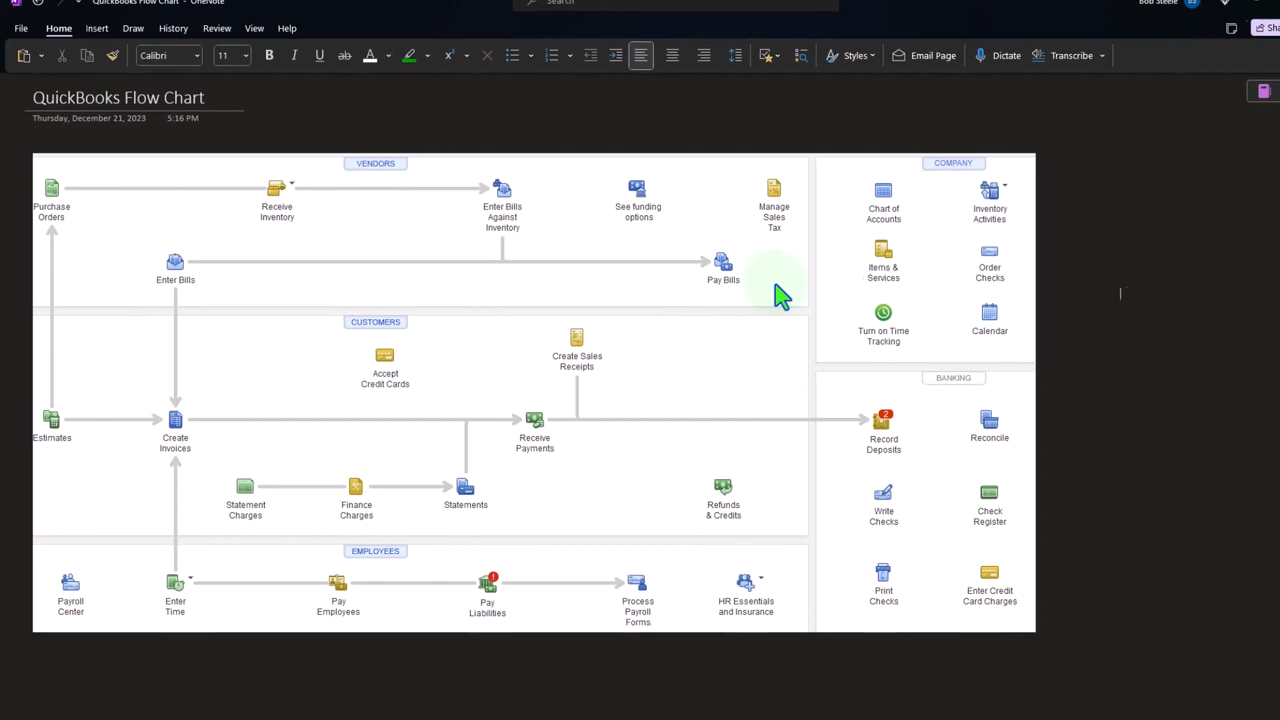 QuickBooks Flow Chart - OneNote
Search
Bob Steele
BS
File Home Insert Draw History Review View Help
Calibri 11 B I U ab A x² Styles Email Page Dictate Transcribe
QuickBooks Flow Chart
Thursday, December 21, 2023 5:16 PM
VENDORS
Purchase
Orders
Receive
Inventory
Enter Bills
Against
Inventory
See funding
options
Manage
Sales
Tax
Enter Bills
Pay Bills
CUSTOMERS
Accept
Credit Cards
Create Sales
Receipts
Estimates
Create
Invoices
Receive
Payments
Statement
Charges
Finance
Charges
Statements
Refunds
& Credits
EMPLOYEES
Payroll
Center
Enter
Time
Pay
Employees
Pay
Liabilities
Process
Payroll
Forms
HR Essentials
and Insurance
COMPANY
Chart of
Accounts
Inventory
Activities
Items &
Services
Order
Checks
Turn on Time
Tracking
Calendar
BANKING
2
Record
Deposits
Reconcile
Write
Checks
Check
Register
Print
Checks
Enter Credit
Card Charges